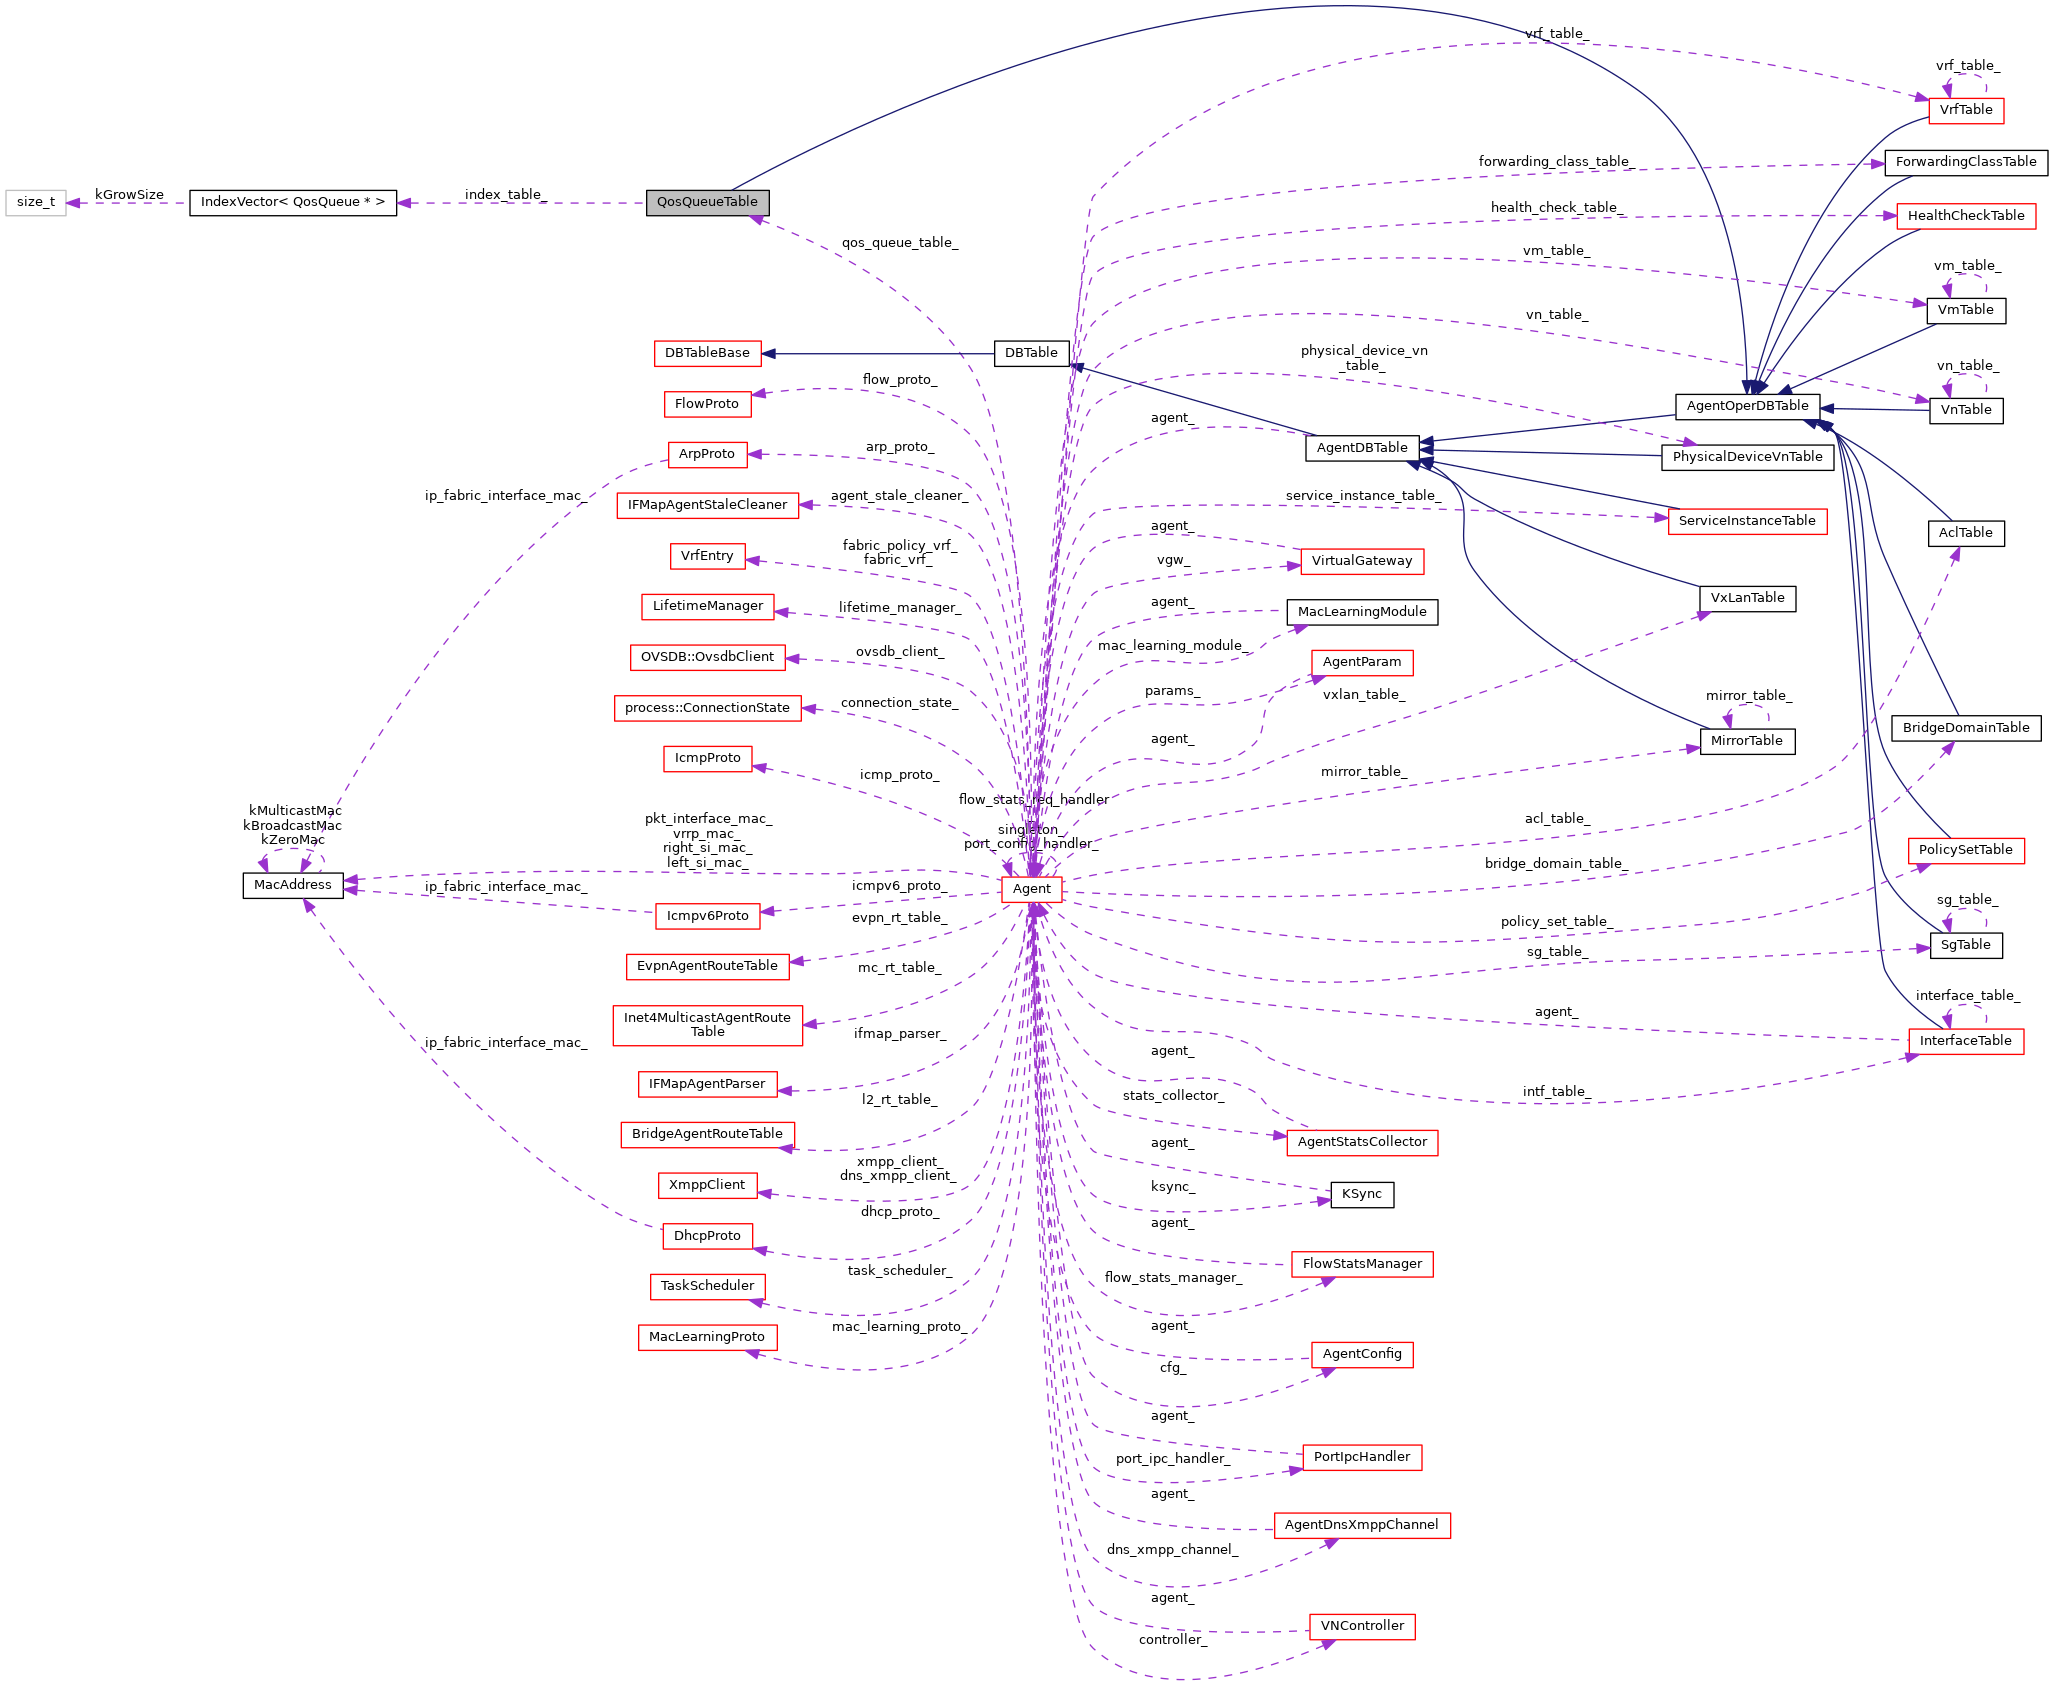 vrf_table_
vrf_table_
VrfTable
forwarding_class_table_
ForwardingClassTable
kGrowSize
index_table_
size_t
IndexVector< QosQueue * >
QosQueueTable
health_check_table_
HealthCheckTable
qos_queue_table_
vm_table_
vm_table_
VmTable
vn_table_
physical_device_vn
_table_
DBTableBase
DBTable
vn_table_
VnTable
flow_proto_
FlowProto
AgentOperDBTable
agent_
arp_proto_
ArpProto
AgentDBTable
PhysicalDeviceVnTable
ip_fabric_interface_mac_
agent_stale_cleaner_
IFMapAgentStaleCleaner
service_instance_table_
ServiceInstanceTable
agent_
AclTable
fabric_policy_vrf_
fabric_vrf_
VrfEntry
vgw_
VirtualGateway
lifetime_manager_
LifetimeManager
agent_
MacLearningModule
VxLanTable
ovsdb_client_
OVSDB::OvsdbClient
mac_learning_module_
AgentParam
connection_state_
process::ConnectionState
params_
vxlan_table_
mirror_table_
MirrorTable
BridgeDomainTable
agent_
IcmpProto
icmp_proto_
mirror_table_
flow_stats_req_handler
_
singleton_
port_config_handler_
kMulticastMac
kBroadcastMac
kZeroMac
pkt_interface_mac_
vrrp_mac_
right_si_mac_
left_si_mac_
acl_table_
PolicySetTable
bridge_domain_table_
MacAddress
ip_fabric_interface_mac_
icmpv6_proto_
Agent
Icmpv6Proto
evpn_rt_table_
policy_set_table_
sg_table_
SgTable
sg_table_
EvpnAgentRouteTable
mc_rt_table_
interface_table_
InterfaceTable
agent_
Inet4MulticastAgentRoute
Table
ifmap_parser_
ip_fabric_interface_mac_
agent_
IFMapAgentParser
l2_rt_table_
stats_collector_
intf_table_
BridgeAgentRouteTable
AgentStatsCollector
agent_
xmpp_client_
dns_xmpp_client_
XmppClient
ksync_
KSync
dhcp_proto_
agent_
DhcpProto
FlowStatsManager
task_scheduler_
TaskScheduler
flow_stats_manager_
mac_learning_proto_
MacLearningProto
agent_
AgentConfig
cfg_
agent_
port_ipc_handler_
PortIpcHandler
agent_
AgentDnsXmppChannel
dns_xmpp_channel_
agent_
VNController
controller_